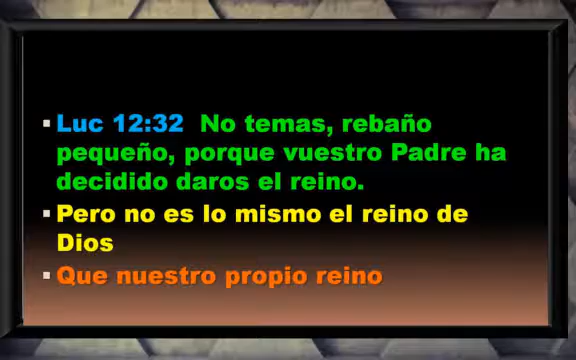 Luc 12:32 No temas, rebaño
pequeño, porque vuestro Padre ha
decidido daros el reino.
Pero no es lo mismo el reino de
Dios
Que nuestro propio reino